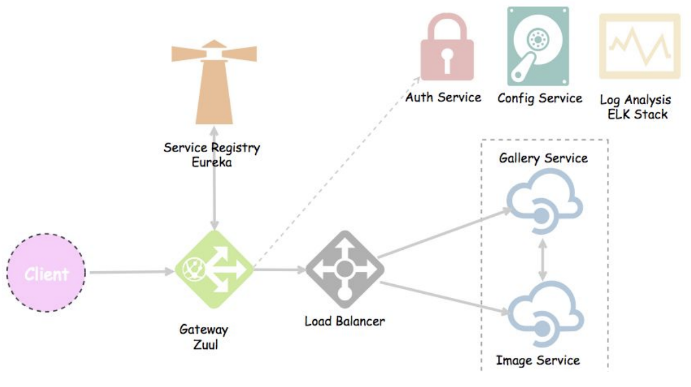 Auth Service
Config Service
Log Analysis
ELK Stack
Service Registry
Eureka
Gallery Service
Client
Gateway
Zuul
Load Balancer
Image Service